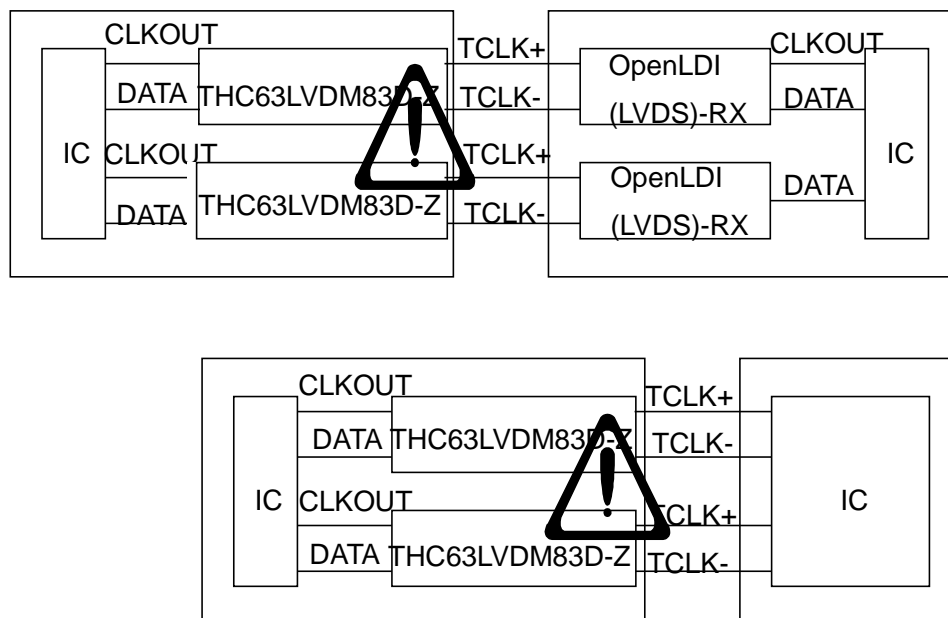 CLKOUT
TCLK+
OpenLDI
CLKOUT
DATA
THC63LVDM83D-Z
TCLK-
(LVDS)-RX
DATA
IC
IC
CLKOUT
TCLK+
OpenLDI
DATA
DATA
THC63LVDM83D-Z
TCLK-
(LVDS)-RX
CLKOUT
TCLK+
DATA
THC63LVDM83D-Z
TCLK-
IC
CLKOUT
TCLK+
IC
DATA
THC63LVDM83D-Z
TCLK-